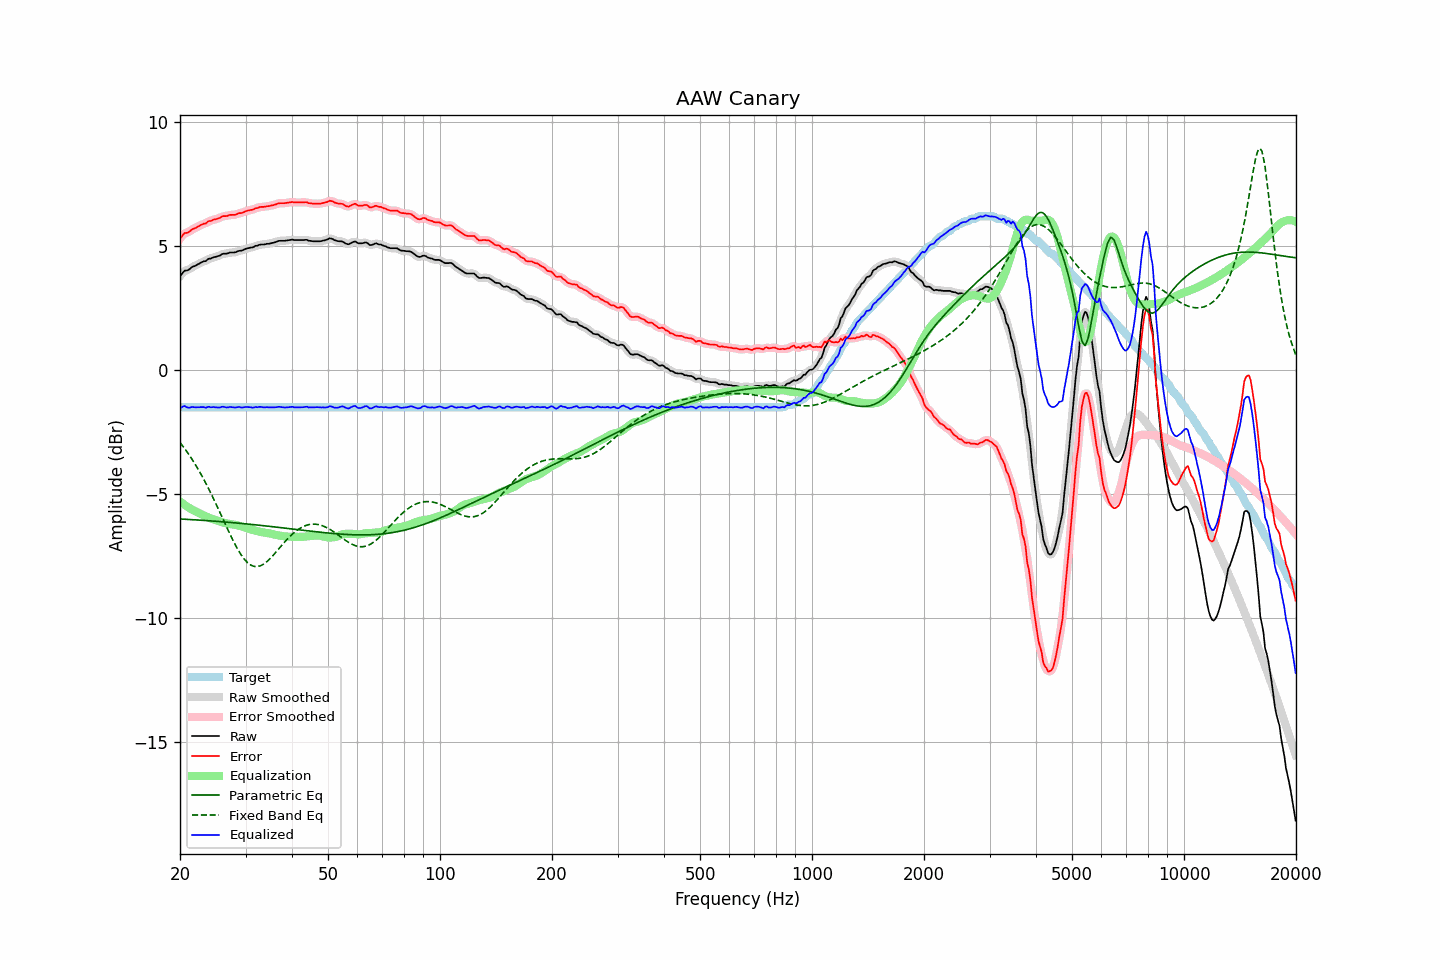 AAW Canary
10
5
0
−5
−10
−15
Amplitude (dBr)
Target
Raw Smoothed
Error Smoothed
Raw
Error
Equalization
Parametric Eq
Fixed Band Eq
Equalized
20
50
100
200
500
1000
2000
5000
10000
20000
Frequency (Hz)